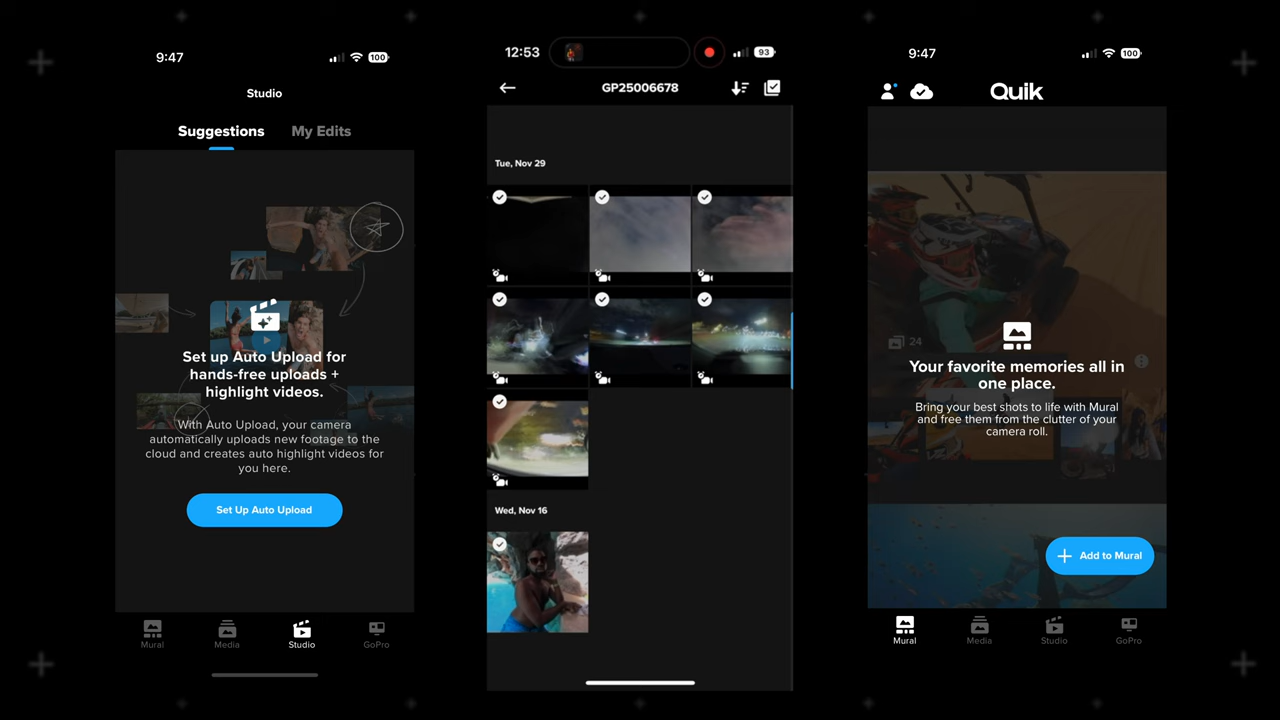 9:47
100
Studio
Suggestions
My Edits
Set up Auto Upload for
hands-free uploads +
highlight videos.
With Auto Upload, your camera
automatically uploads new footage to the
cloud and creates auto highlight videos for
you here.
Set Up Auto Upload
Mural
Media
Studio
GoPro
12:53
93
GP25006678
Tue, Nov 29
Wed, Nov 16
9:47
100
Quik
24
Your favorite memories all in
one place.
Bring your best shots to life with Mural
and free them from the clutter of your
camera roll.
Add to Mural
Mural
Media
Studio
GoPro